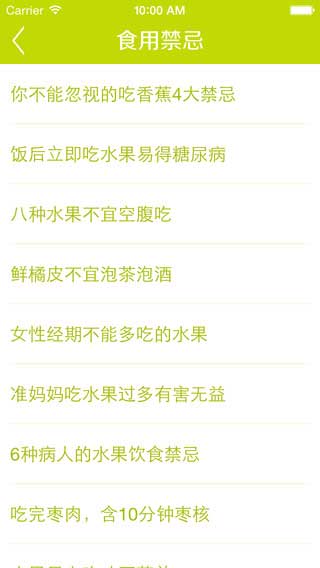 Carrier 10:00 AM
食用禁忌
你不能忽视的吃香蕉4大禁忌
饭后立即吃水果易得糖尿病
八种水果不宜空腹吃
鲜橘皮不宜泡茶泡酒
女性经期不能多吃的水果
准妈妈吃水果过多有害无益
6种病人的水果饮食禁忌
吃完枣肉，含10分钟枣核